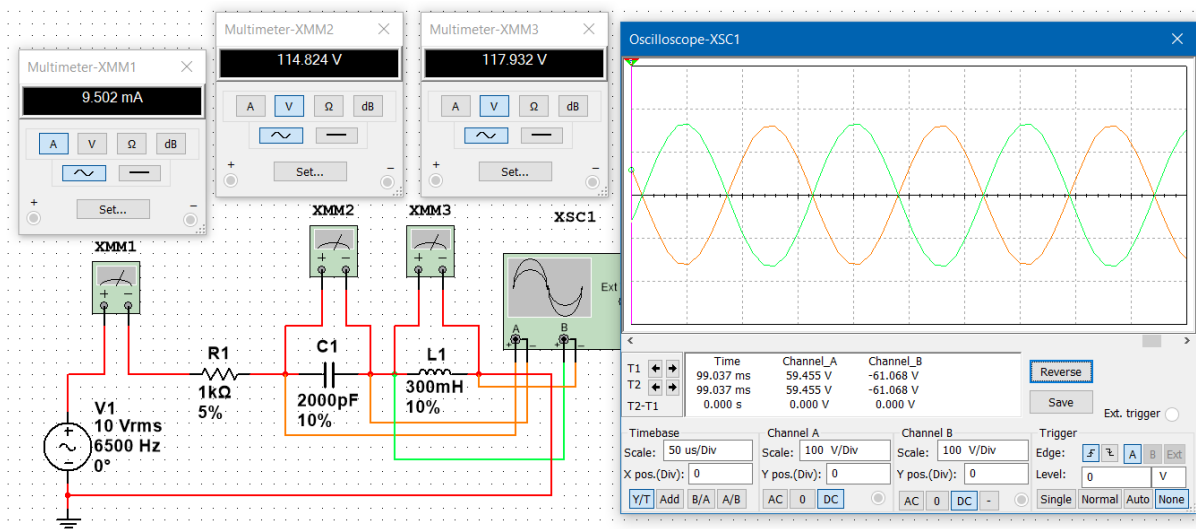 Multimeter-XMM1
9.502 mA
A V Ω dB
+ Set... −
Multimeter-XMM2
114.824 V
A V Ω dB
+ Set... −
Multimeter-XMM3
117.932 V
A V Ω dB
+ Set... −
XMM1
+ −
XMM2
+ −
XMM3
+ −
XSC1
Ext
A B
+ − + −
R1
1kΩ
5%
C1
2000pF
10%
L1
300mH
10%
V1
10 Vrms
6500 Hz
0°
+
−
Oscilloscope-XSC1
Time Channel_A Channel_B
T1 99.037 ms 59.455 V -61.068 V
T2 99.037 ms 59.455 V -61.068 V
T2-T1 0.000 s 0.000 V 0.000 V
Reverse
Save
Ext. trigger
Timebase
Scale: 50 us/Div
X pos.(Div): 0
Y/T Add B/A A/B
Channel A
Scale: 100 V/Div
Y pos.(Div): 0
AC 0 DC
Channel B
Scale: 100 V/Div
Y pos.(Div): 0
AC 0 DC -
Trigger
Edge: A B Ext
Level: 0 V
Single Normal Auto None